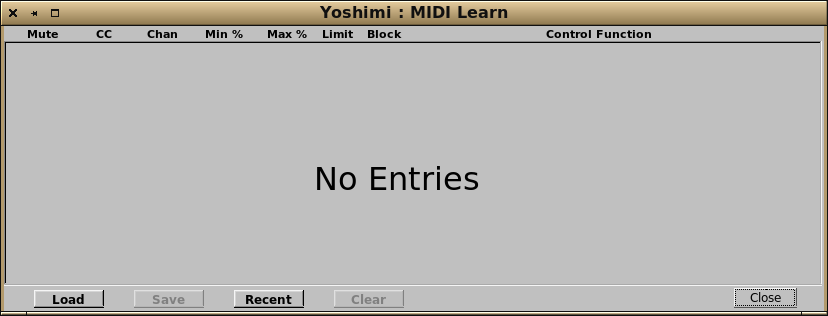 Yoshimi : MIDI Learn
Mute CC Chan Min % Max % Limit Block Control Function
No Entries
Load Save Recent Clear Close